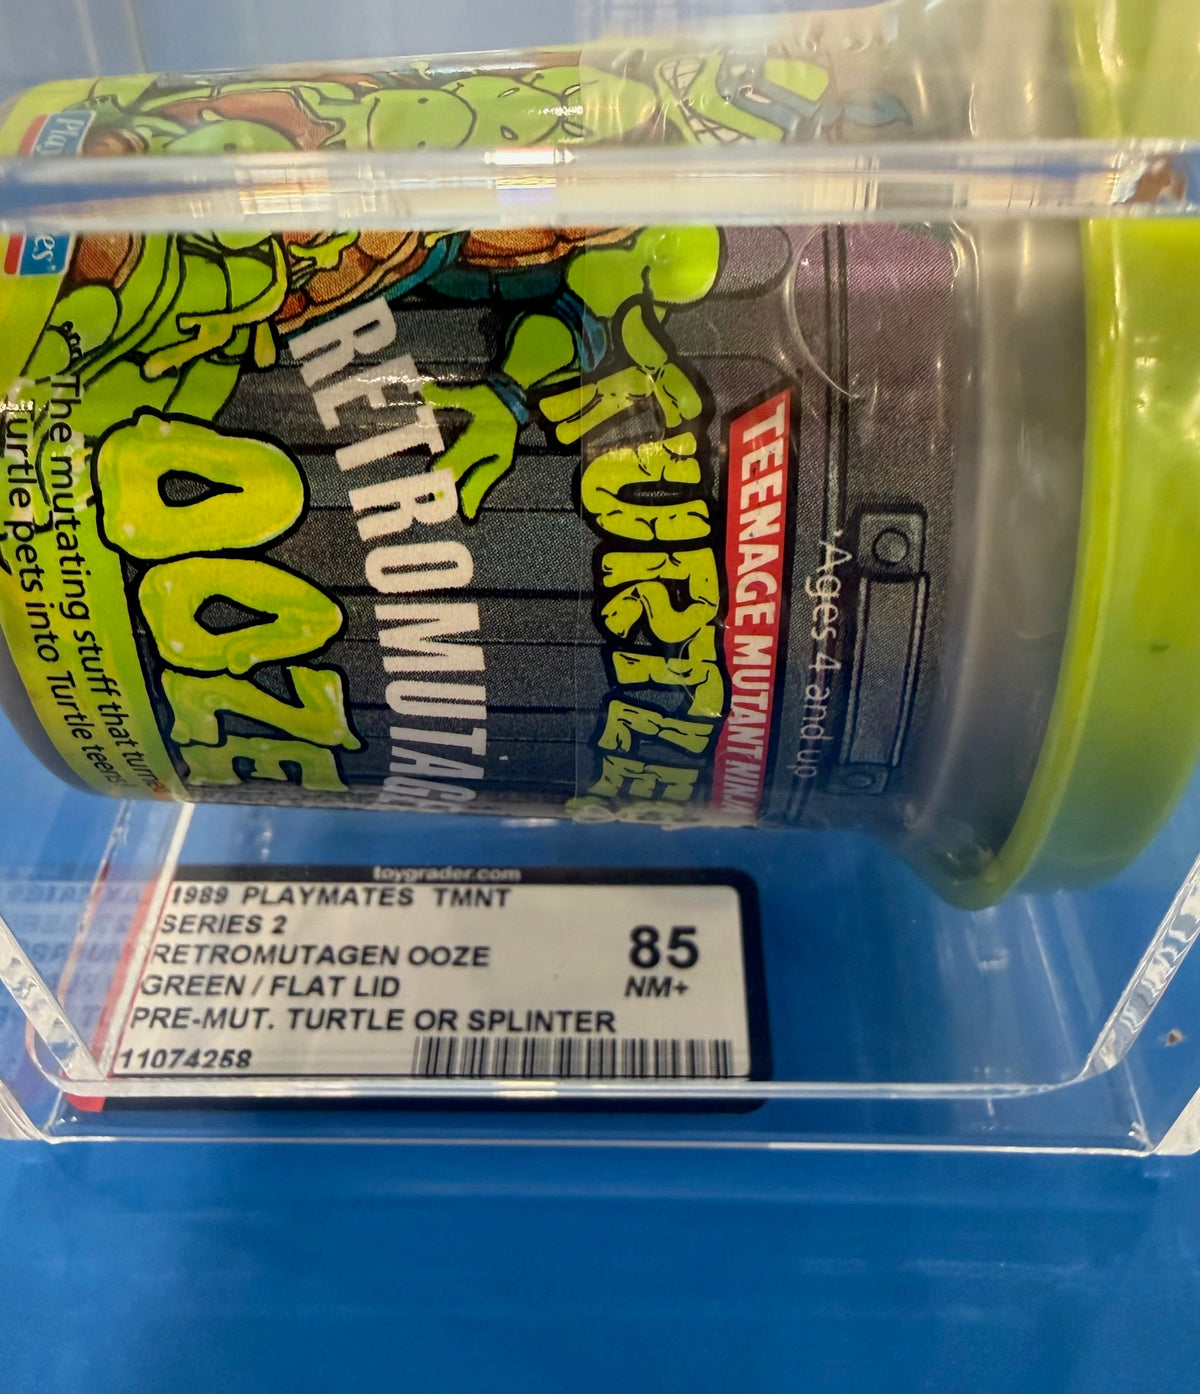 TEENAGE MUTANT NINJA
TURTLES
RETROMUTAGEN
OOZE
"The mutating stuff that turns
Turtle pets into Turtle teens!
*Ages 4 and up
toygrader.com
1989 PLAYMATES TMNT
SERIES 2
RETROMUTAGEN OOZE
GREEN / FLAT LID
PRE-MUT. TURTLE OR SPLINTER
11074258
85
NM+